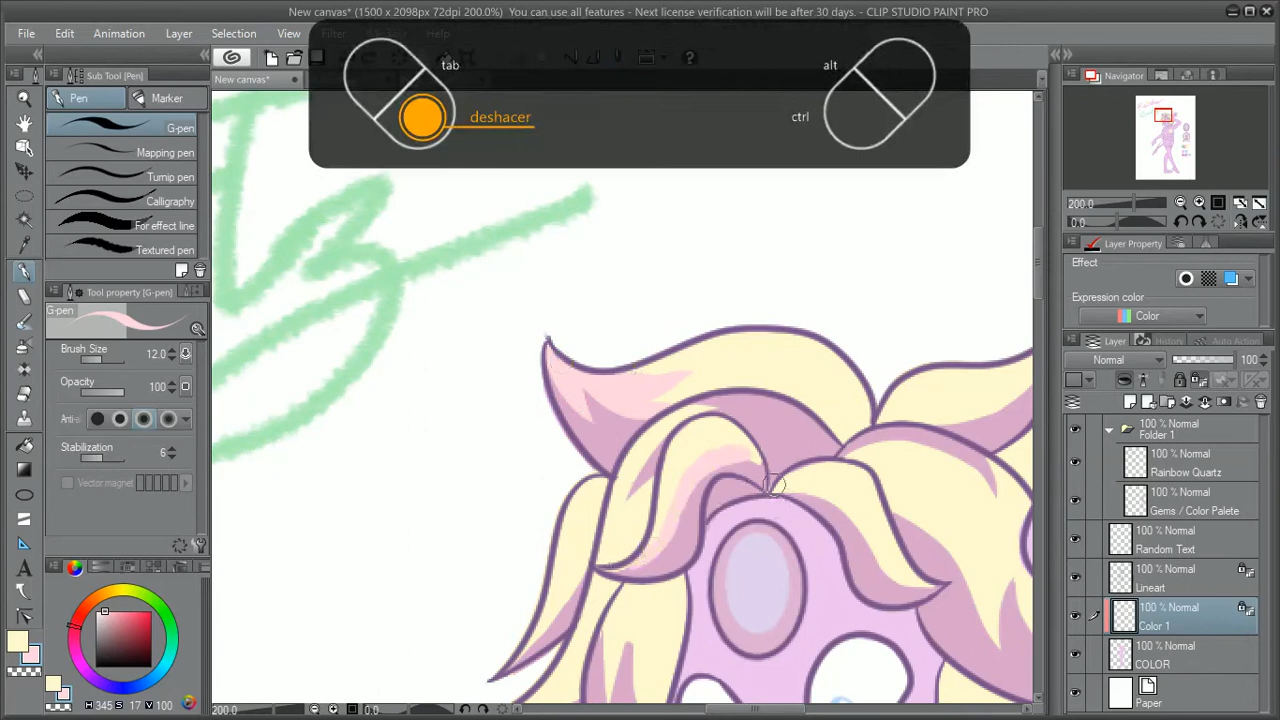 New canvas* (1500 x 2098px 72dpi 200.0%) You can use all features - Next license verification will be after 30 days. - CLIP STUDIO PAINT PRO
File Edit Animation Layer Selection View Filter Help
tab
alt
deshacer
ctrl
Sub Tool [Pen]
New canvas*
Pen
Marker
G-pen
Mapping pen
Turnip pen
Calligraphy
For effect line
Textured pen
Tool property [G-pen]
G-pen
Brush Size 12.0
Opacity 100
Anti-a
Stabilization 6
Vector magnet
H 345 S 17 V 100
200.0
0.0
Navigator
200.0
0.0
Layer Property
Effect
Expression color
Color
Layer
History
Auto Action
Normal 100
100 % Normal
Folder 1
100 % Normal
Rainbow Quartz
100 % Normal
Gems / Color Palete
100 % Normal
Random Text
100 % Normal
Lineart
100 % Normal
Color 1
100 % Normal
COLOR
Paper